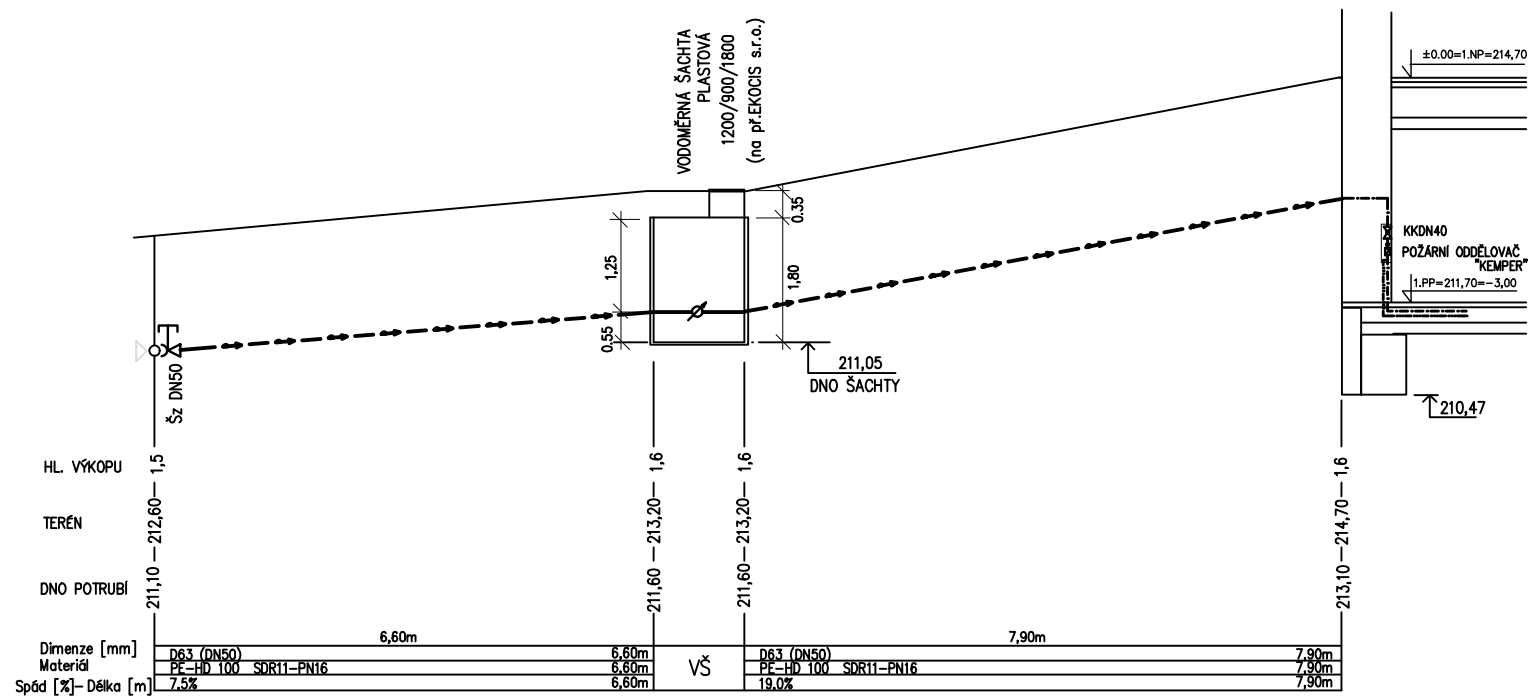 VODOMĚRNÁ ŠACHTA
PLASTOVÁ
1200/900/1800
(na př.EKOCIS s.r.o.)
±0.00=1.NP=214,70
0.35
1,25
1,80
0.55
KKDN40
POŽÁRNÍ ODDĚLOVAČ
"KEMPER"
1.PP=211,70=-3,00
Šz DN50
211,05
DNO ŠACHTY
210,47
HL. VÝKOPU 1,5 1,6 1,6 1,6
TERÉN 212,60 213,20 213,20 214,70
DNO POTRUBÍ 211,10 211,60 211,60 213,10
6,60m 7,90m
Dimenze [mm] D63 (DN50) 6,60m VŠ D63 (DN50) 7,90m
Materiál PE-HD 100 SDR11-PN16 6,60m PE-HD 100 SDR11-PN16 7,90m
Spád [%]- Délka [m] 7.5% 6,60m 19.0% 7,90m